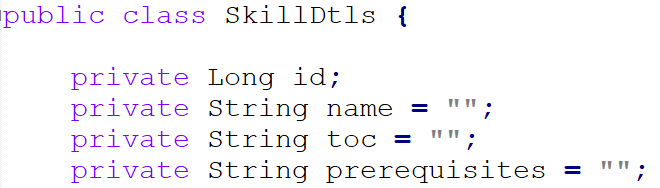 public class SkillDtls {
private Long id;
private String name = "";
private String toc = "";
private String prerequisites = "";